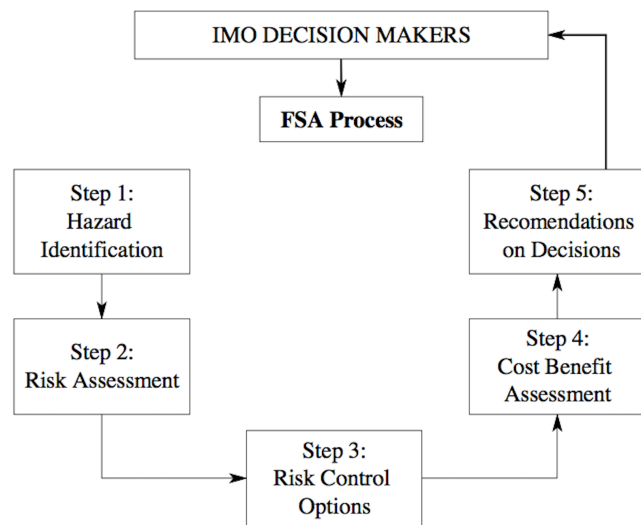 IMO DECISION MAKERS
FSA Process
Step 1:
Hazard
Identification
Step 2:
Risk Assessment
Step 3:
Risk Control
Options
Step 4:
Cost Benefit
Assessment
Step 5:
Recomendations
on Decisions